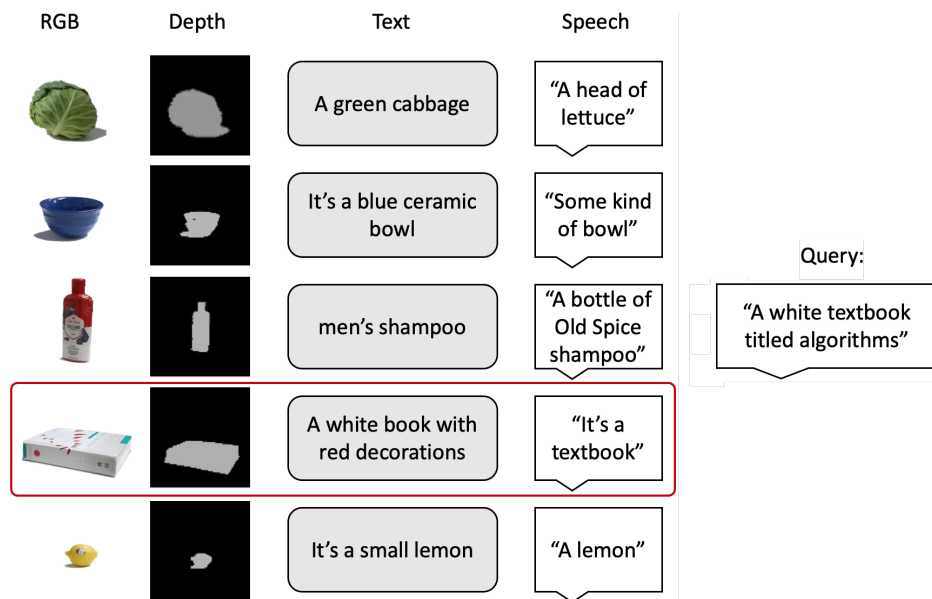 RGB
Depth
Text
Speech
A green cabbage
“A head of
lettuce”
It’s a blue ceramic
bowl
“Some kind
of bowl”
men’s shampoo
“A bottle of
Old Spice
shampoo”
A white book with
red decorations
“It’s a
textbook”
It’s a small lemon
“A lemon”
Query:
“A white textbook
titled algorithms”